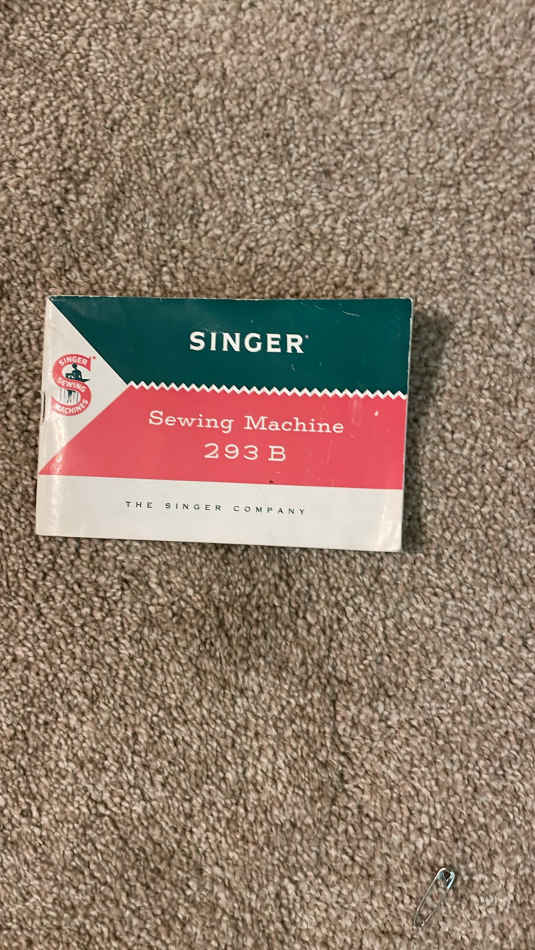 SINGER®
SINGER
SEWING
MACHINES
Sewing Machine
293 B
THE SINGER COMPANY